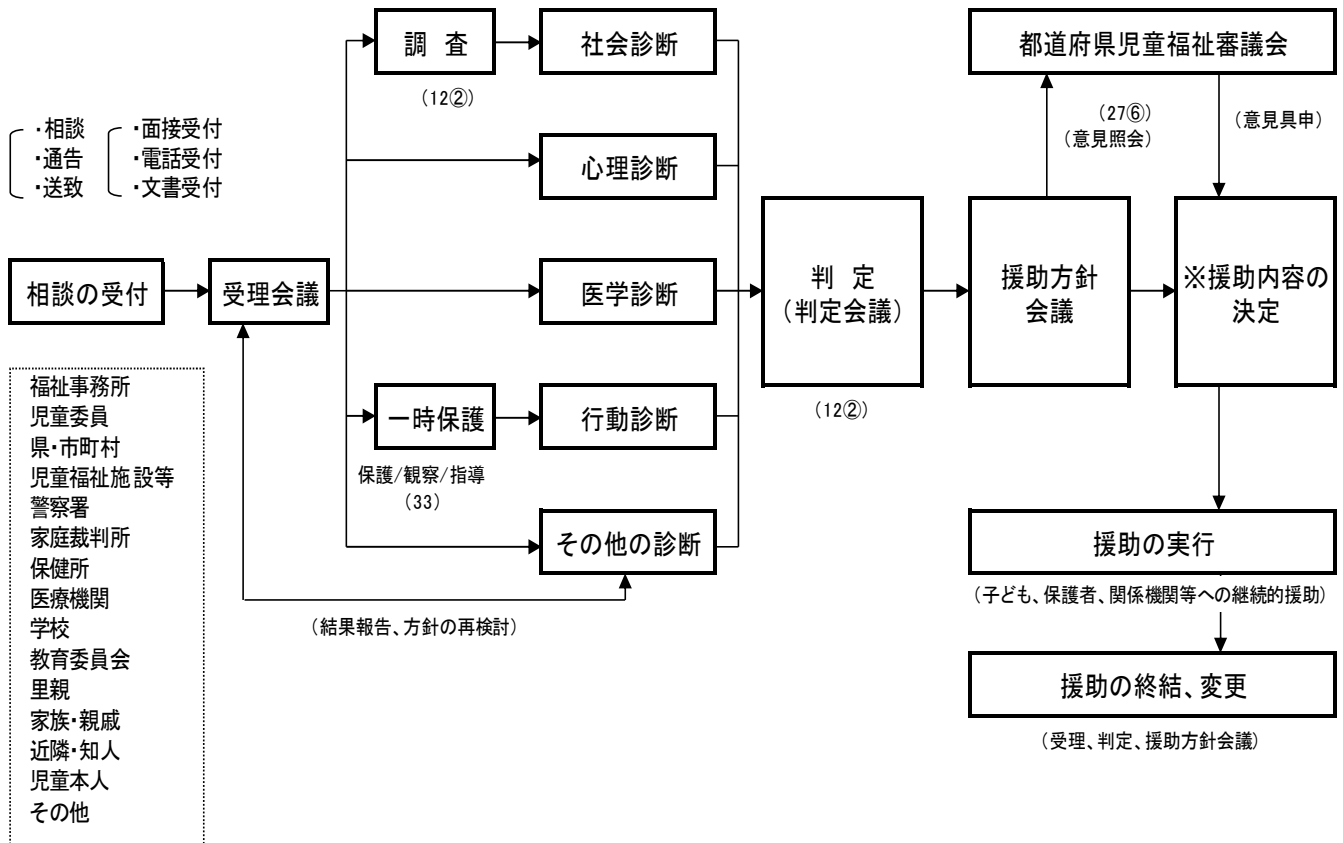 ・相談
・通告
・送致
・面接受付
・電話受付
・文書受付
相談の受付
福祉事務所
児童委員
県・市町村
児童福祉施設等
警察署
家庭裁判所
保健所
医療機関
学校
教育委員会
里親
家族・親戚
近隣・知人
児童本人
その他
受理会議
調 査
(12②)
社会診断
心理診断
医学診断
一時保護
保護/観察/指導
(33)
行動診断
その他の診断
(結果報告、方針の再検討)
判 定
(判定会議)
(12②)
援助方針
会議
(27⑥)
(意見照会)
都道府県児童福祉審議会
(意見具申)
※援助内容の
決定
援助の実行
(子ども、保護者、関係機関等への継続的援助)
援助の終結、変更
(受理、判定、援助方針会議)